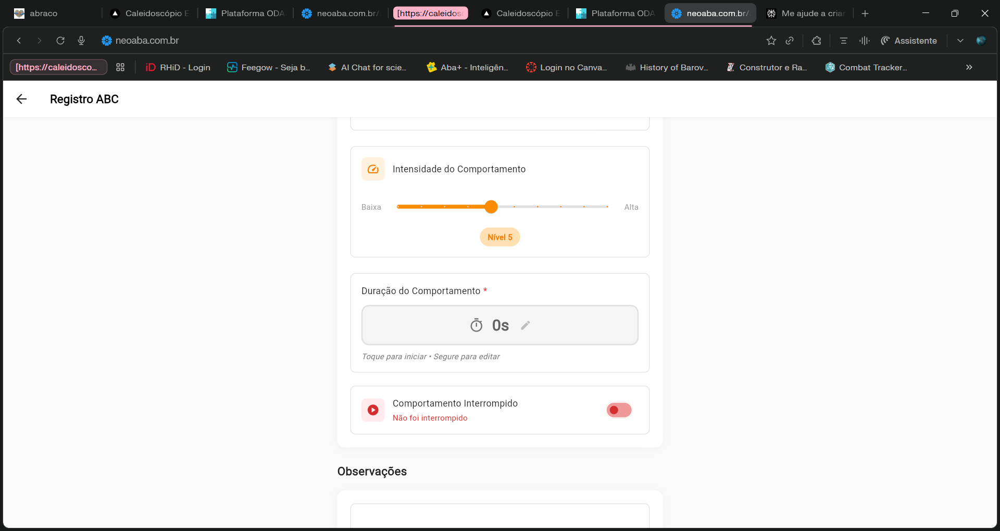 abraco
Caleidoscópio E
Plataforma ODA
neoaba.com.br/
[https://caleidosc
Caleidoscópio E
Plataforma ODA
neoaba.com.br/
Me ajude a criar
neoaba.com.br
Assistente
[https://caleidosco...
RHiD - Login
Feegow - Seja b...
AI Chat for scie...
Aba+ - Inteligên...
Login no Canva...
History of Barov...
Construtor e Ra...
Combat Tracker...
Registro ABC
Intensidade do Comportamento
Baixa
Alta
Nível 5
Duração do Comportamento *
0s
Toque para iniciar • Segure para editar
Comportamento Interrompido
Não foi interrompido
Observações